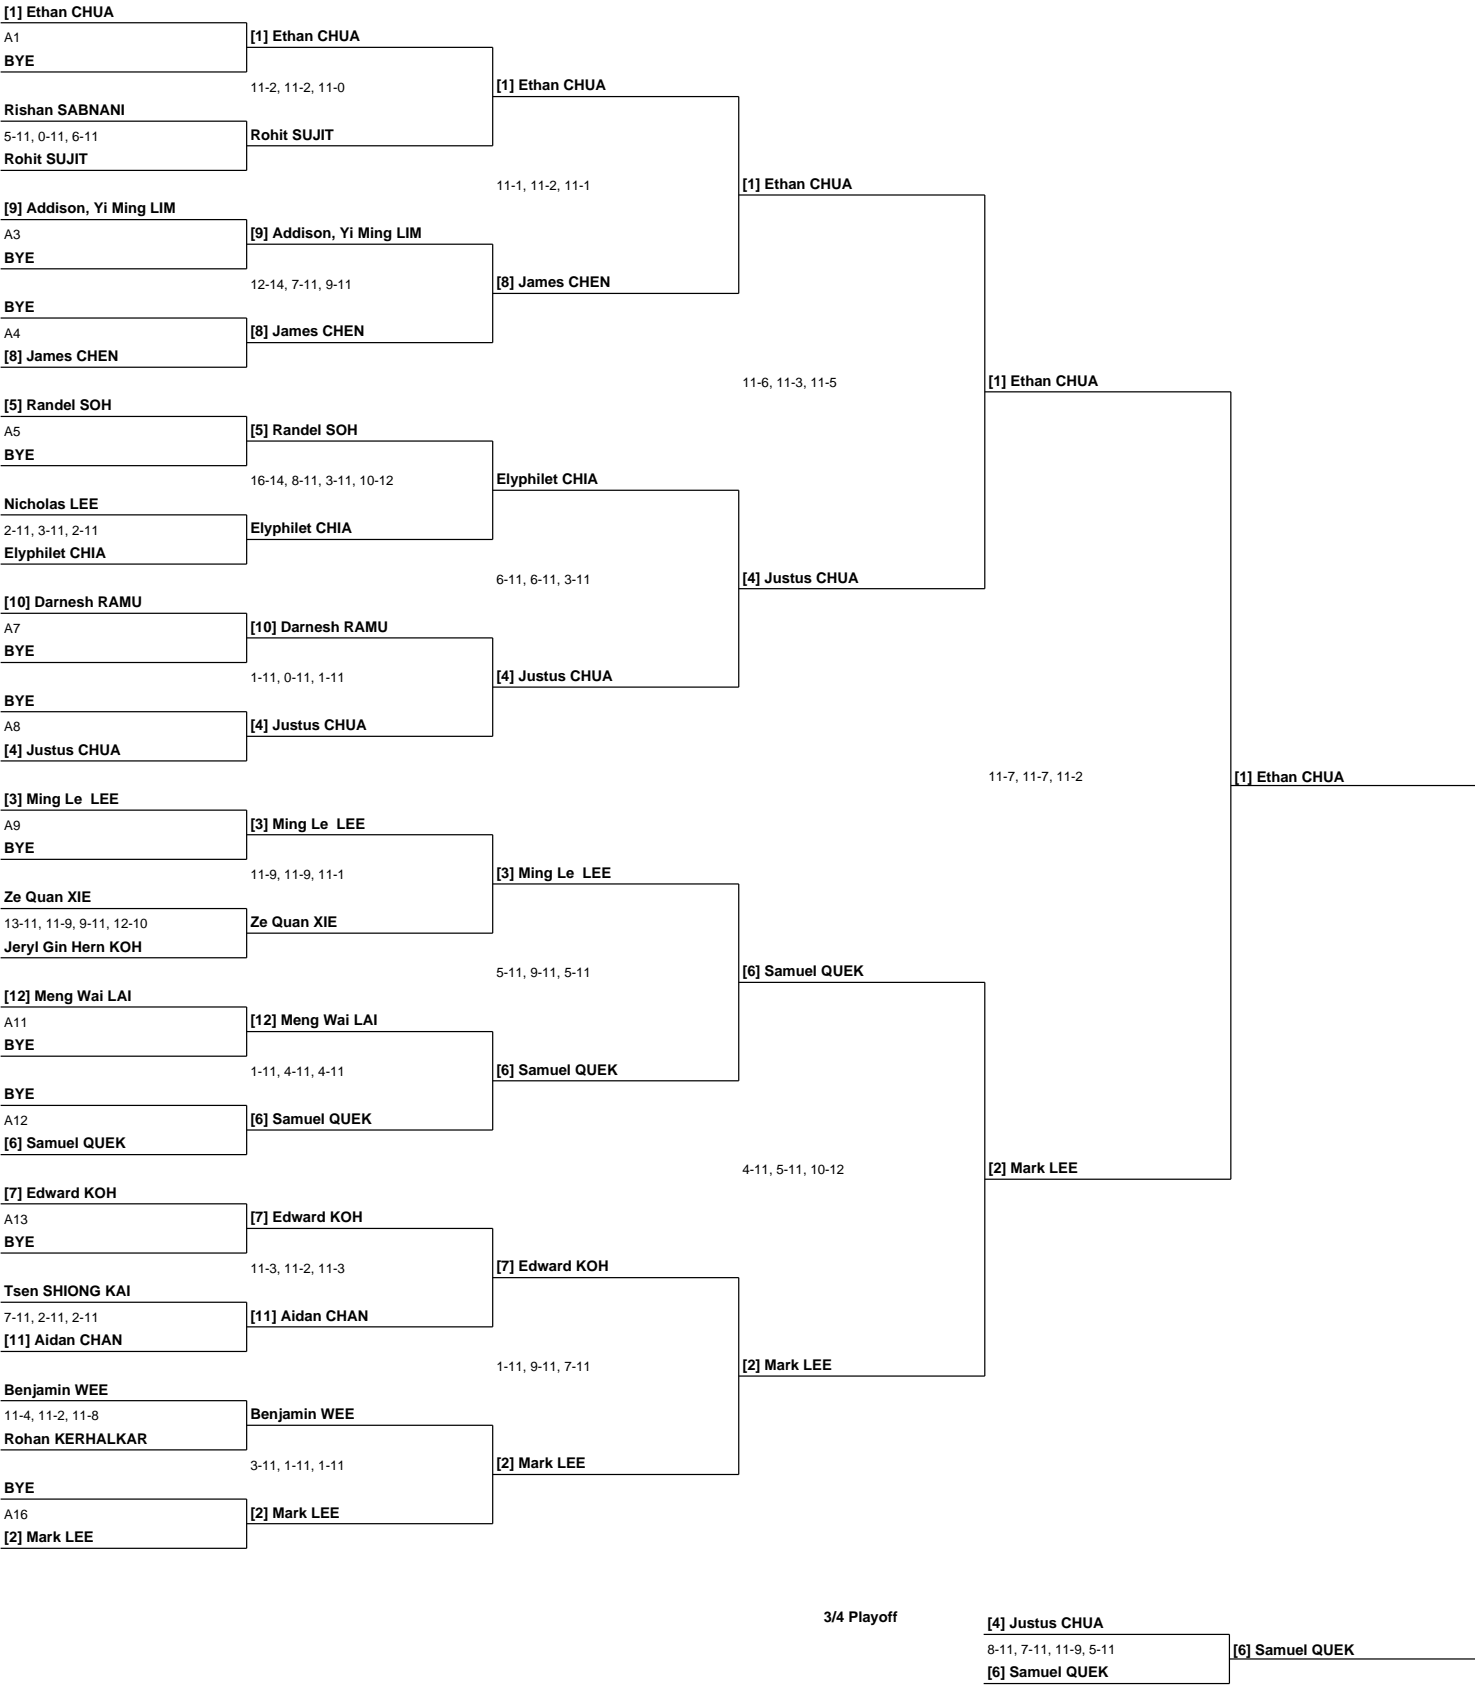 [1] Ethan CHUA
A1
BYE
Rishan SABNANI
5-11, 0-11, 6-11
Rohit SUJIT
[9] Addison, Yi Ming LIM
A3
BYE
BYE
A4
[8] James CHEN
[5] Randel SOH
A5
BYE
Nicholas LEE
2-11, 3-11, 2-11
Elyphilet CHIA
[10] Darnesh RAMU
A7
BYE
BYE
A8
[4] Justus CHUA
[3] Ming Le  LEE
A9
BYE
Ze Quan XIE
13-11, 11-9, 9-11, 12-10
Jeryl Gin Hern KOH
[12] Meng Wai LAI
A11
BYE
BYE
A12
[6] Samuel QUEK
[7] Edward KOH
A13
BYE
Tsen SHIONG KAI
7-11, 2-11, 2-11
[11] Aidan CHAN
Benjamin WEE
11-4, 11-2, 11-8
Rohan KERHALKAR
BYE
A16
[2] Mark LEE
[1] Ethan CHUA
11-2, 11-2, 11-0
Rohit SUJIT
[9] Addison, Yi Ming LIM
12-14, 7-11, 9-11
[8] James CHEN
[5] Randel SOH
16-14, 8-11, 3-11, 10-12
Elyphilet CHIA
[10] Darnesh RAMU
1-11, 0-11, 1-11
[4] Justus CHUA
[3] Ming Le  LEE
11-9, 11-9, 11-1
Ze Quan XIE
[12] Meng Wai LAI
1-11, 4-11, 4-11
[6] Samuel QUEK
[7] Edward KOH
11-3, 11-2, 11-3
[11] Aidan CHAN
Benjamin WEE
3-11, 1-11, 1-11
[2] Mark LEE
[1] Ethan CHUA
11-1, 11-2, 11-1
[8] James CHEN
Elyphilet CHIA
6-11, 6-11, 3-11
[4] Justus CHUA
[3] Ming Le  LEE
5-11, 9-11, 5-11
[6] Samuel QUEK
[7] Edward KOH
1-11, 9-11, 7-11
[2] Mark LEE
[1] Ethan CHUA
11-6, 11-3, 11-5
[4] Justus CHUA
[6] Samuel QUEK
4-11, 5-11, 10-12
[2] Mark LEE
[1] Ethan CHUA
11-7, 11-7, 11-2
[2] Mark LEE
[1] Ethan CHUA
3/4 Playoff
[4] Justus CHUA
8-11, 7-11, 11-9, 5-11
[6] Samuel QUEK
[6] Samuel QUEK